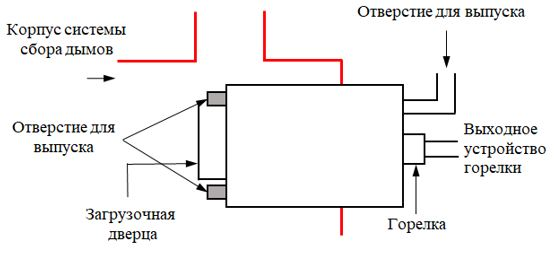 Отверстие для выпуска
Корпус системы
сбора дымов
Отверстие для
выпуска
Выходное
устройство
горелки
Загрузочная
дверца
Горелка